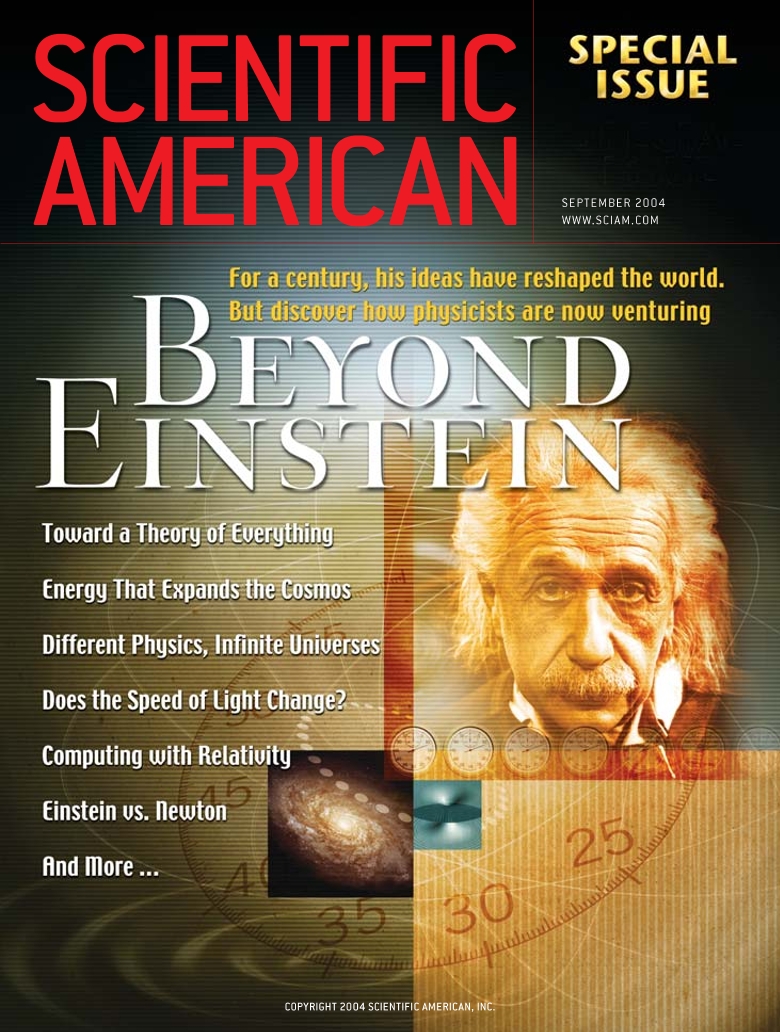 SCIENTIFIC
AMERICAN
SPECIAL
ISSUE
SEPTEMBER 2004
WWW.SCIAM.COM
For a century, his ideas have reshaped the world.
But discover how physicists are now venturing
BEYOND
EINSTEIN
Toward a Theory of Everything
Energy That Expands the Cosmos
Different Physics, Infinite Universes
Does the Speed of Light Change?
Computing with Relativity
Einstein vs. Newton
And More ...
45
40
35
30
25
COPYRIGHT 2004 SCIENTIFIC AMERICAN, INC.